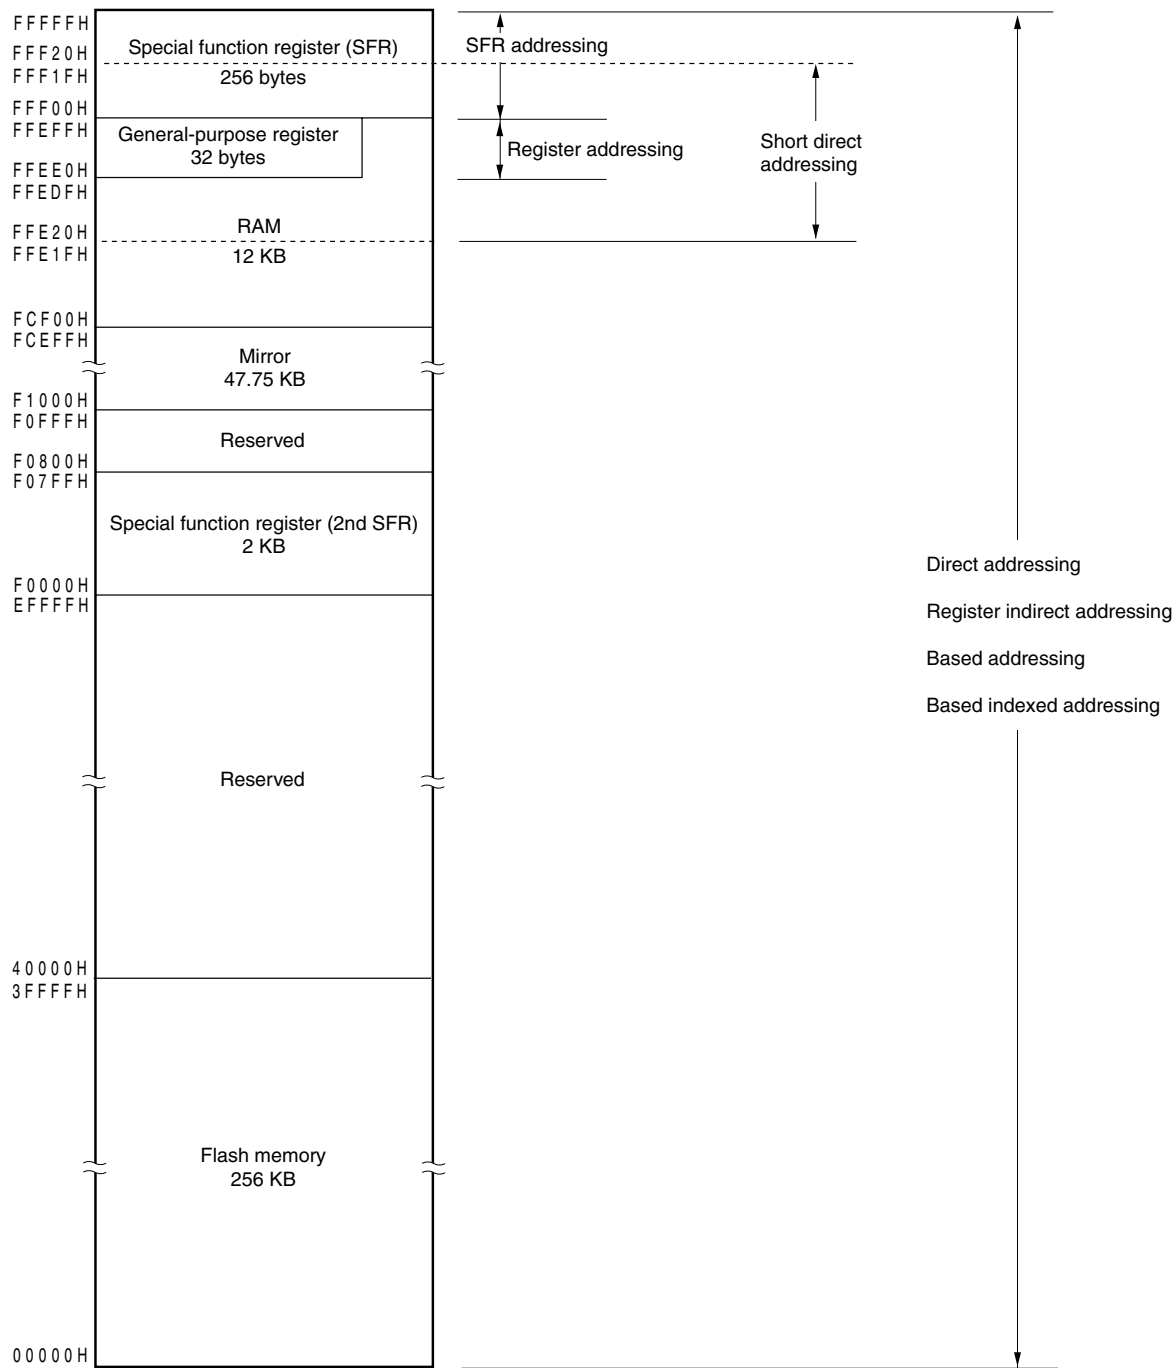 FFFFFH
FFF20H
FFF1FH
FFF00H
FFEFFH
FFEE0H
FFEDFH
FFE20H
FFE1FH
FCF00H
FCEFFH
F1000H
F0FFFH
F0800H
F07FFH
F0000H
EFFFFH
40000H
3FFFFH
00000H
Special function register (SFR)
256 bytes
General-purpose register
32 bytes
RAM
12 KB
Mirror
47.75 KB
Reserved
Special function register (2nd SFR)
2 KB
Reserved
Flash memory
256 KB
SFR addressing
Register addressing
Short direct
addressing
Direct addressing
Register indirect addressing
Based addressing
Based indexed addressing